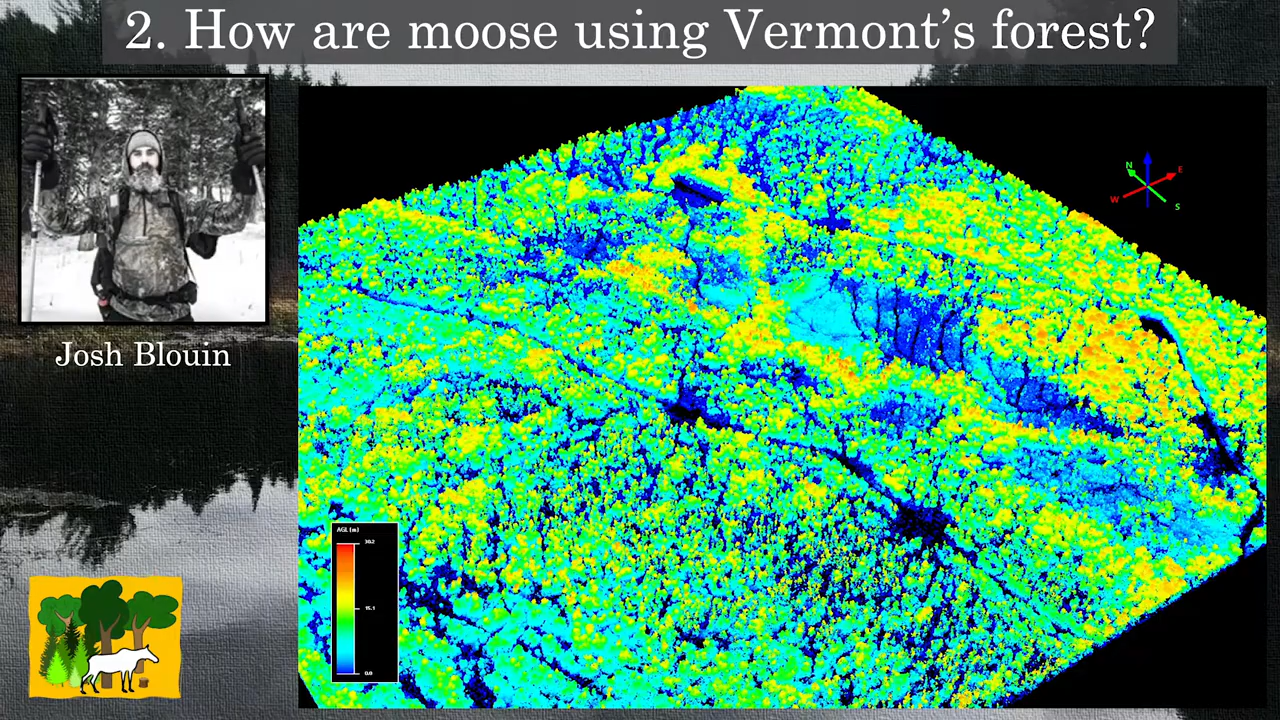 2. How are moose using Vermont’s forest?
Josh Blouin
N
E
W
S
AGL (m)
30.2
15.1
0.0